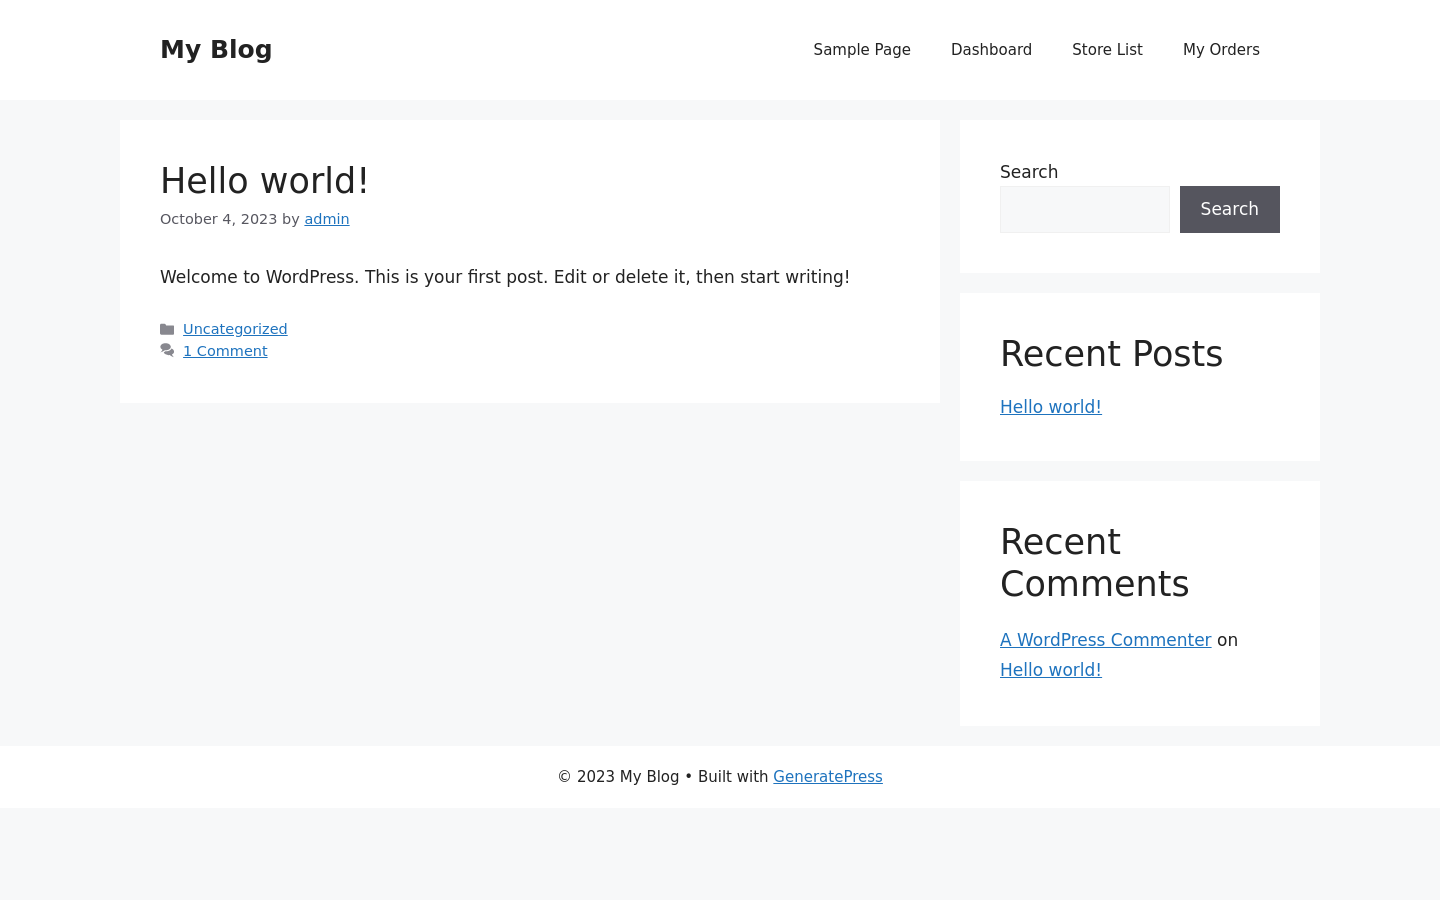 My Blog
Sample Page
Dashboard
Store List
My Orders
Hello world!
October 4, 2023 by admin
Welcome to WordPress. This is your first post. Edit or delete it, then start writing!
Uncategorized
1 Comment
Search
Search
Recent Posts
Hello world!
Recent
Comments
A WordPress Commenter on
Hello world!
© 2023 My Blog • Built with GeneratePress